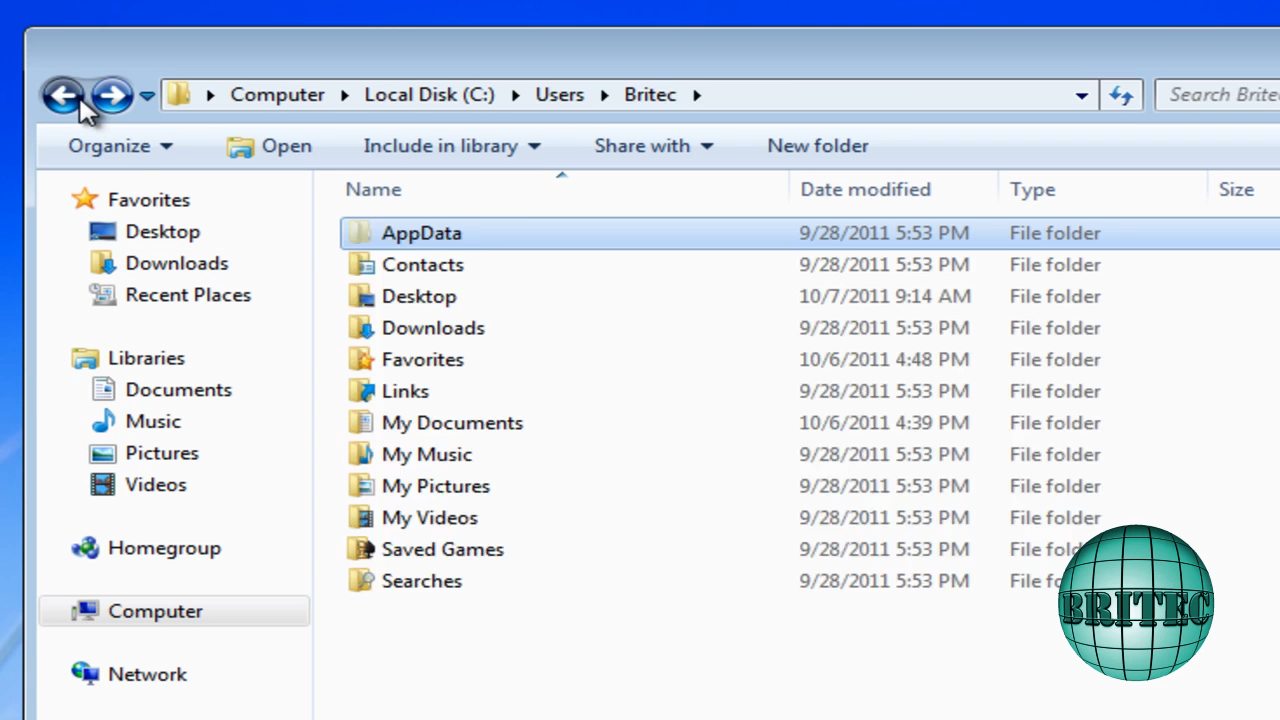 Computer Local Disk (C:) Users Britec
Search Brite
Organize Open Include in library Share with New folder
Name Date modified Type Size
Favorites
Desktop
Downloads
Recent Places
Libraries
Documents
Music
Pictures
Videos
Homegroup
Computer
Network
AppData 9/28/2011 5:53 PM File folder
Contacts 9/28/2011 5:53 PM File folder
Desktop 10/7/2011 9:14 AM File folder
Downloads 9/28/2011 5:53 PM File folder
Favorites 10/6/2011 4:48 PM File folder
Links 9/28/2011 5:53 PM File folder
My Documents 10/6/2011 4:39 PM File folder
My Music 9/28/2011 5:53 PM File folder
My Pictures 9/28/2011 5:53 PM File folder
My Videos 9/28/2011 5:53 PM File folder
Saved Games 9/28/2011 5:53 PM File
Searches 9/28/2011 5:53 PM File
BRITEC